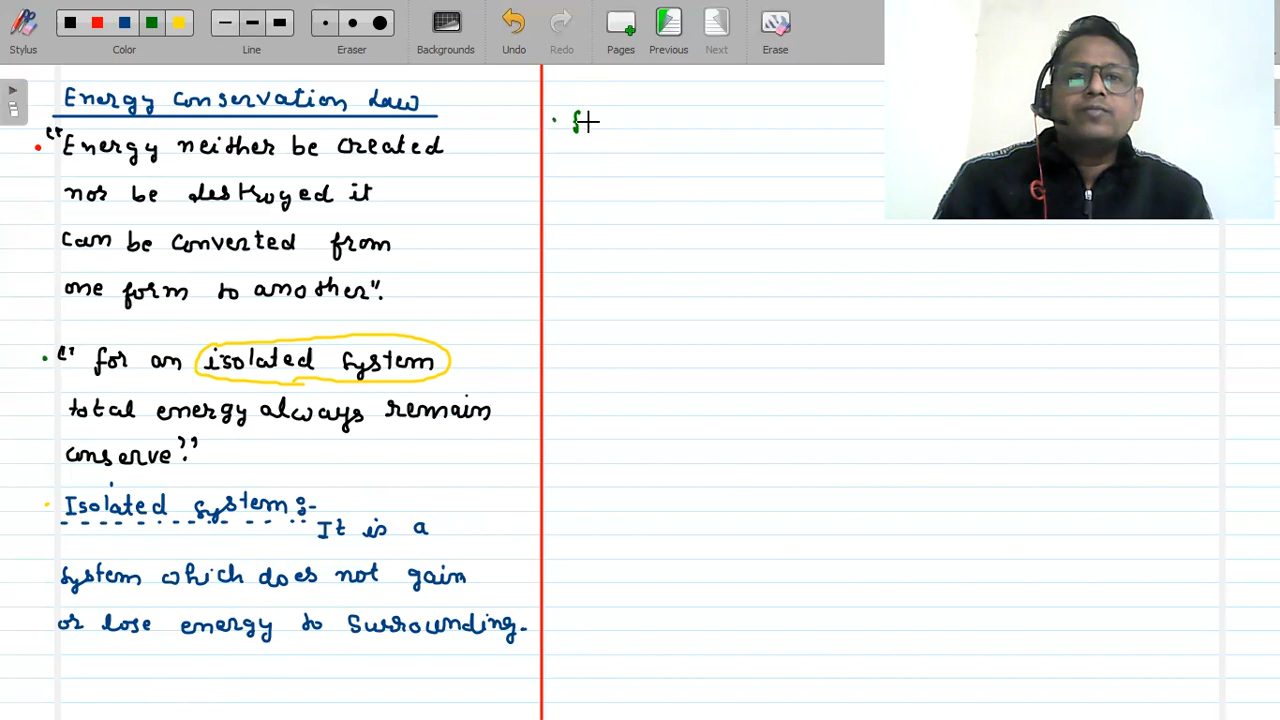 Stylus
Color
Line
Eraser
Backgrounds
Undo
Redo
Pages
Previous
Next
Erase
Energy conservation Law
"Energy neither be created
nor be destroyed it
can be converted from
one form to another".
" for an isolated system
total energy always remain
conserve"
Isolated system :-
It is a
system which does not gain
or lose energy to surrounding.